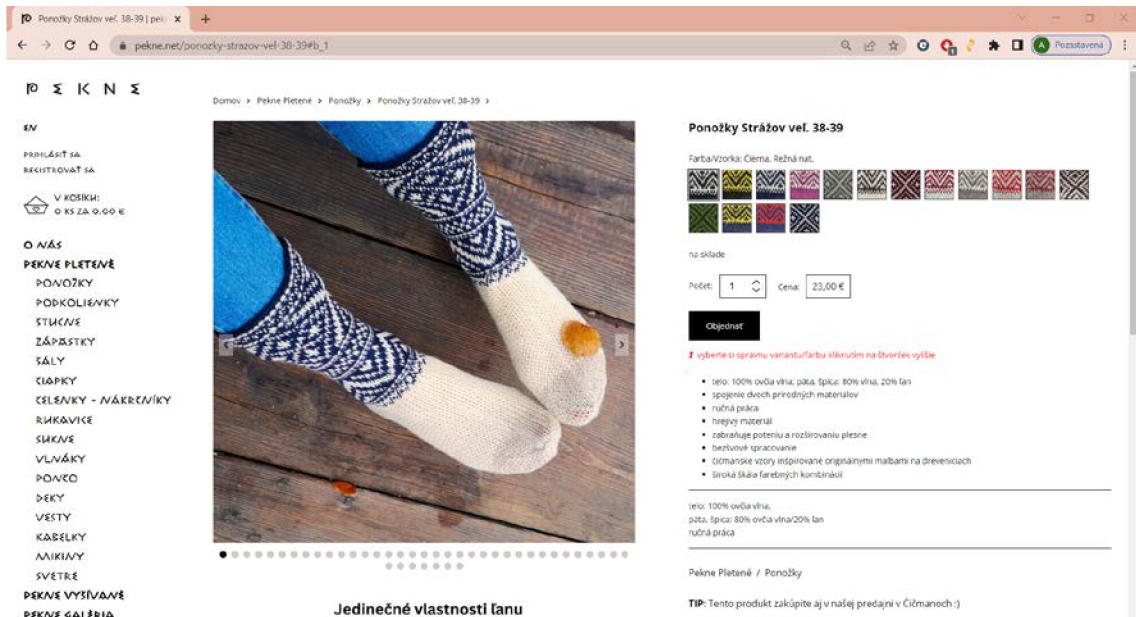 Ponožky Strážov veľ. 38-39 | pek
pekne.net/ponozky-strazov-vel-38-39#b_1
A
Pozastavená
PEKNE
Domov > Pekne Pletené > Ponožky > Ponožky Strážov veľ. 38-39 >
EN
PRIHLÁSIŤ SA
REGISTROVAŤ SA
V KOŠÍKU:
0 KS ZA 0.00 €
O NÁS
PEKNE PLETENÉ
PONOŽKY
PODKOLIENKY
STUCNE
ZÁPÄSTKY
ŠÁLY
ČIAPKY
ČELENKY - NÁKRČNÍKY
RUKAVICE
SUKNE
VLNÁKY
PONČO
DEKY
VESTY
KABELKY
MIKINY
SVETRE
PEKNE VYŠÍVANÉ
PEKNE GALÉRIA
Ponožky Strážov veľ. 38-39
Farba/Vzorka: Čierna. Režná nat.
na sklade
Počet: 1 Cena: 23,00 €
Objednať
vyberte si správnu variantu/farbu kliknutím na štvorček vyššie
• telo: 100% ovčia vlna; päta, špica: 80% vlna, 20% ľan
• spojenie dvoch prírodných materiálov
• ručná práca
• hrejivý materiál
• zabraňuje poteniu a rozširovaniu plesne
• bezšvové spracovanie
• čičmanske vzory inšpirované originálnymi maľbami na dreveniciach
• široká škála farebných kombinácií
telo: 100% ovčia vlna,
päta, špica: 80% ovčia vlna/20% ľan
ručná práca
Pekne Pletené / Ponožky
TIP: Tento produkt zakúpite aj v našej predajni v Čičmanoch :)
Jedinečné vlastnosti ľanu